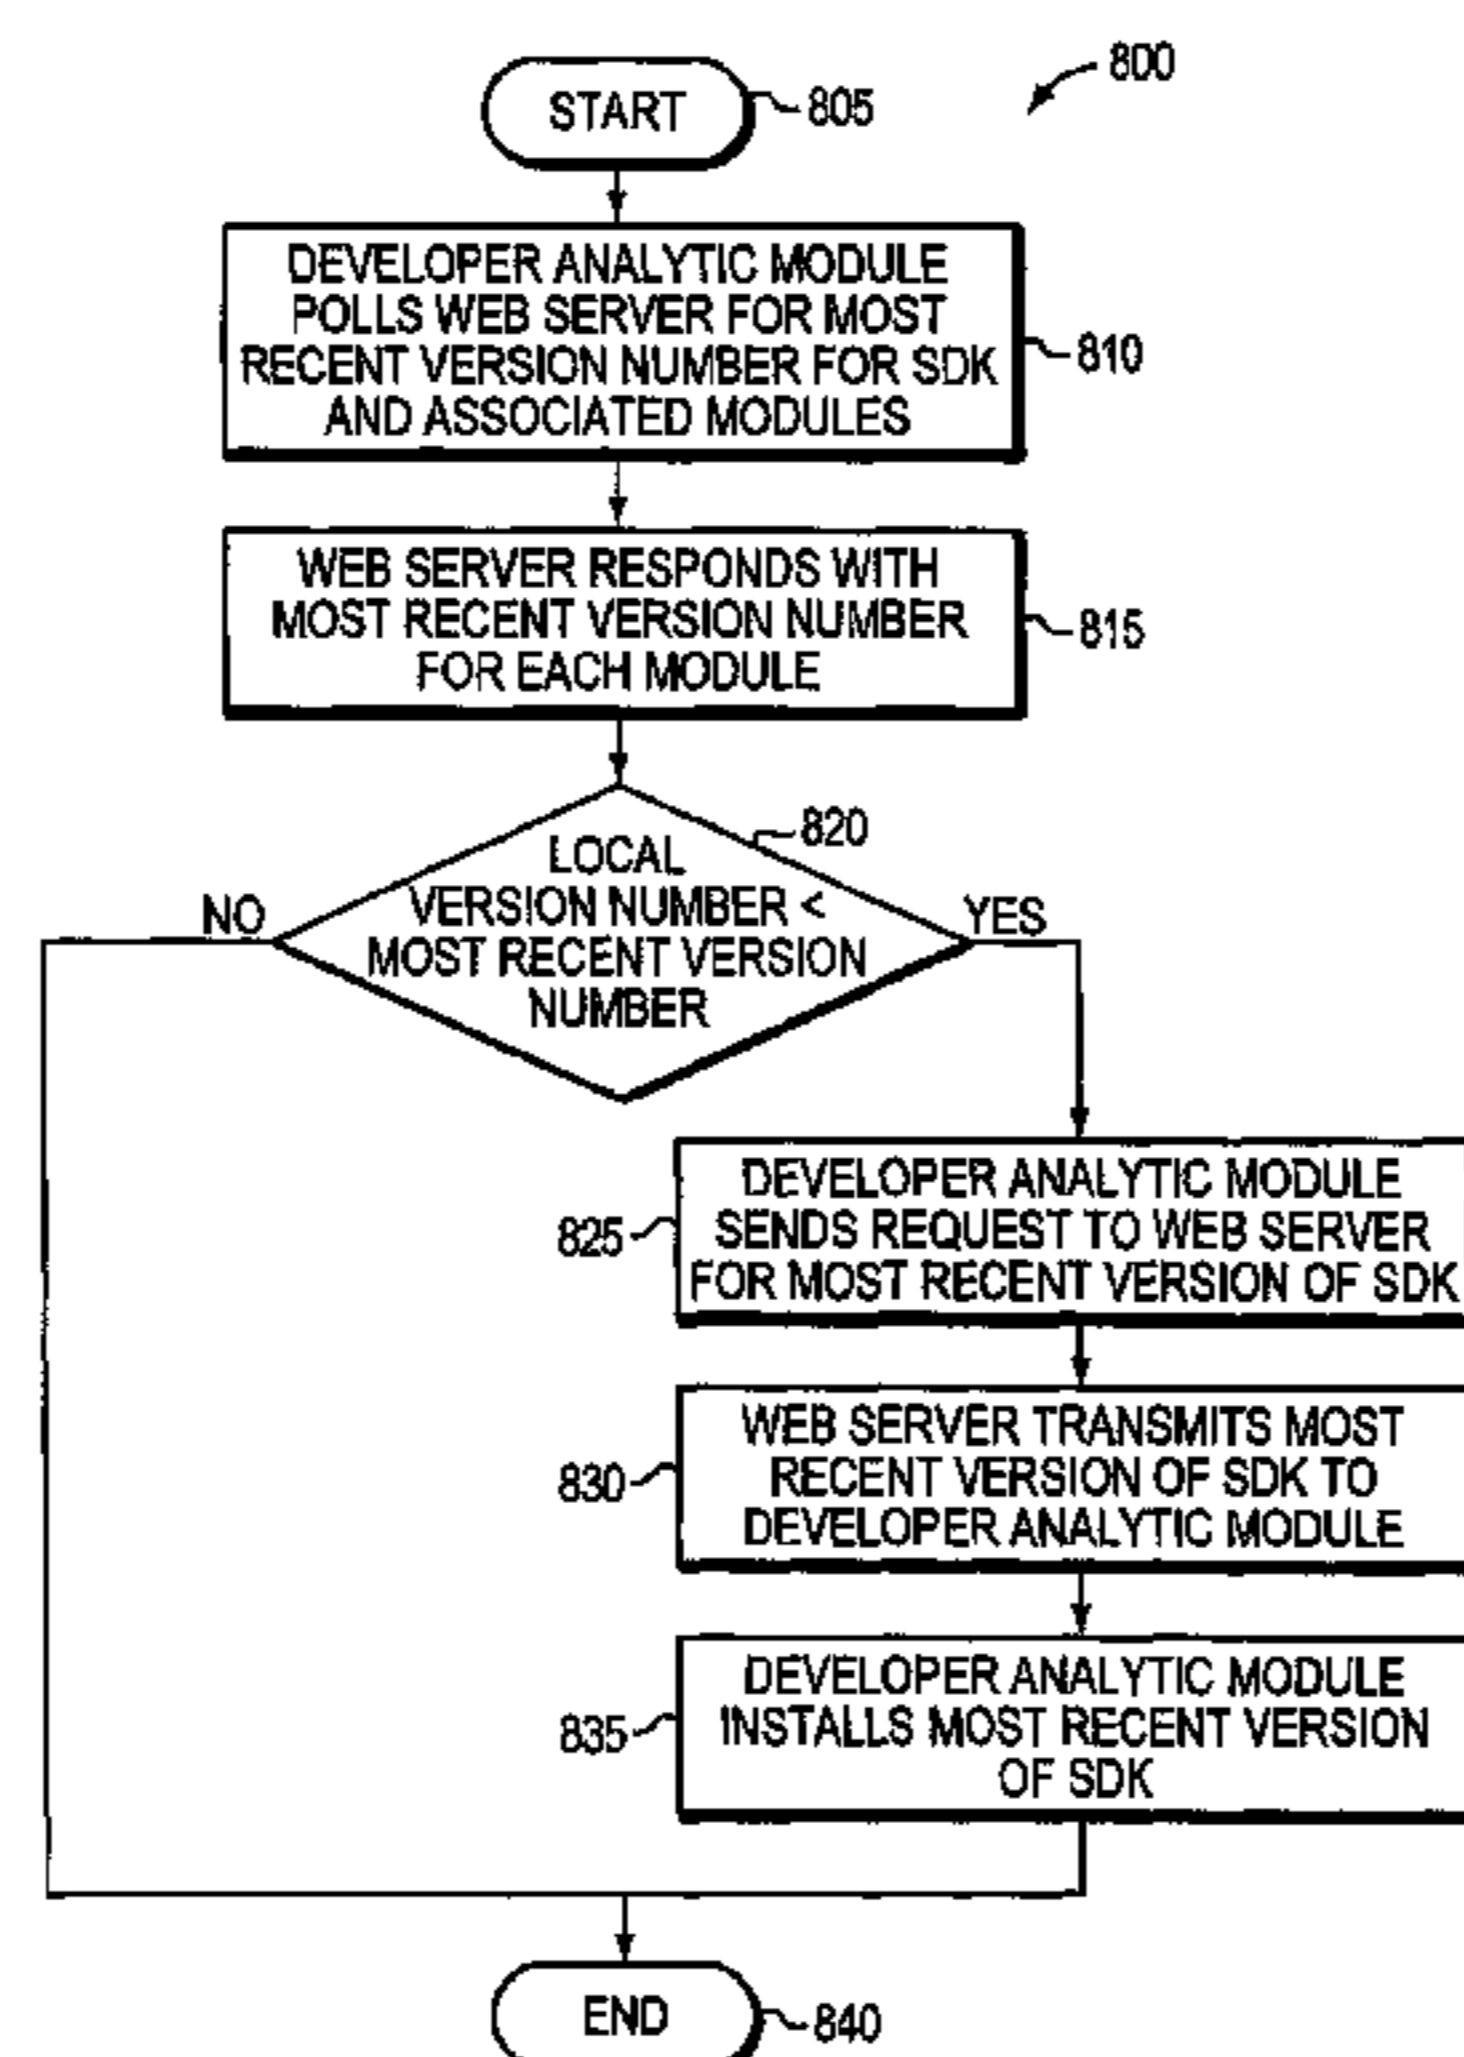 800
START
805
DEVELOPER ANALYTIC MODULE
POLLS WEB SERVER FOR MOST
RECENT VERSION NUMBER FOR SDK
AND ASSOCIATED MODULES
810
WEB SERVER RESPONDS WITH
MOST RECENT VERSION NUMBER
FOR EACH MODULE
815
820
LOCAL
VERSION NUMBER <
MOST RECENT VERSION
NUMBER
NO
YES
DEVELOPER ANALYTIC MODULE
SENDS REQUEST TO WEB SERVER
FOR MOST RECENT VERSION OF SDK
825
WEB SERVER TRANSMITS MOST
RECENT VERSION OF SDK TO
DEVELOPER ANALYTIC MODULE
830
DEVELOPER ANALYTIC MODULE
INSTALLS MOST RECENT VERSION
OF SDK
835
END
840